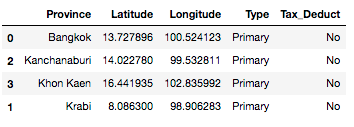 Province Latitude Longitude Type Tax_Deduct
0 Bangkok 13.727896 100.524123 Primary No
2 Kanchanaburi 14.022780 99.532811 Primary No
3 Khon Kaen 16.441935 102.835992 Primary No
1 Krabi 8.086300 98.906283 Primary No